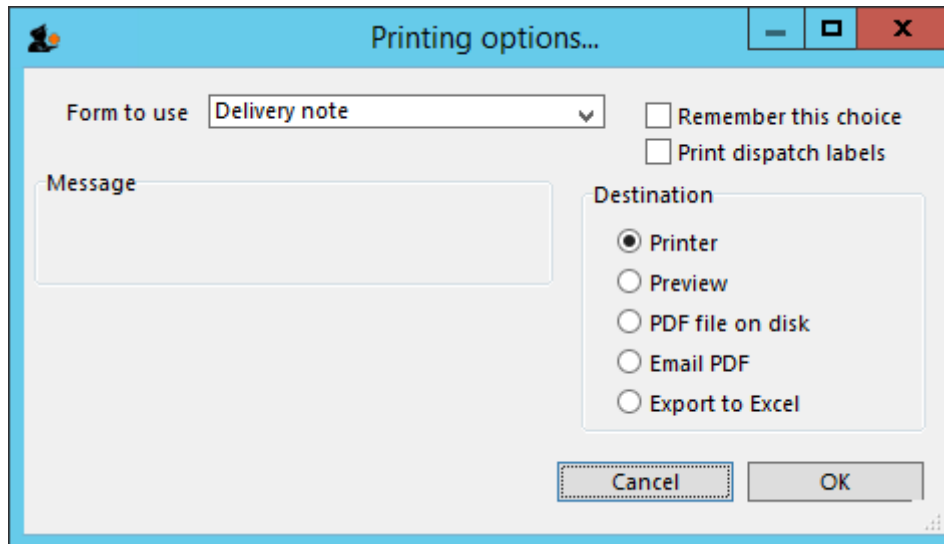 Printing options...
Form to use Delivery note
Remember this choice
Print dispatch labels
Message
Destination
Printer
Preview
PDF file on disk
Email PDF
Export to Excel
Cancel OK